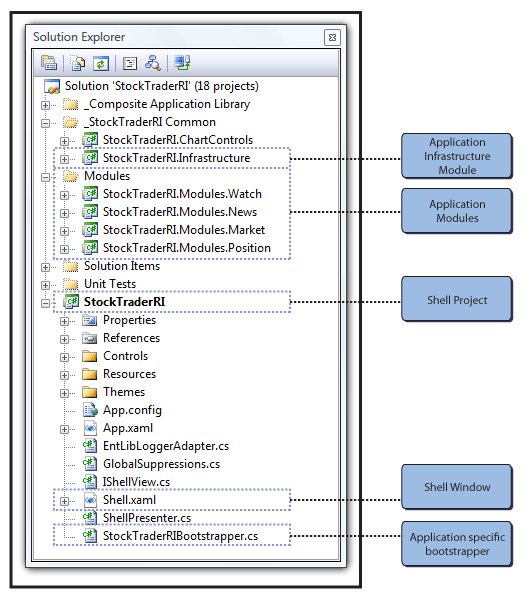 Solution Explorer
Solution 'StockTraderRI' (18 projects)
_Composite Application Library
_StockTraderRI Common
StockTraderRI.ChartControls
StockTraderRI.Infrastructure
Modules
StockTraderRI.Modules.Watch
StockTraderRI.Modules.News
StockTraderRI.Modules.Market
StockTraderRI.Modules.Position
Solution Items
Unit Tests
StockTraderRI
Properties
References
Controls
Resources
Themes
App.config
App.xaml
EntLibLoggerAdapter.cs
GlobalSuppressions.cs
IShellView.cs
Shell.xaml
ShellPresenter.cs
StockTraderRIBootstrapper.cs
Application
Infrastructure
Module
Application
Modules
Shell Project
Shell Window
Application specific
bootstrapper